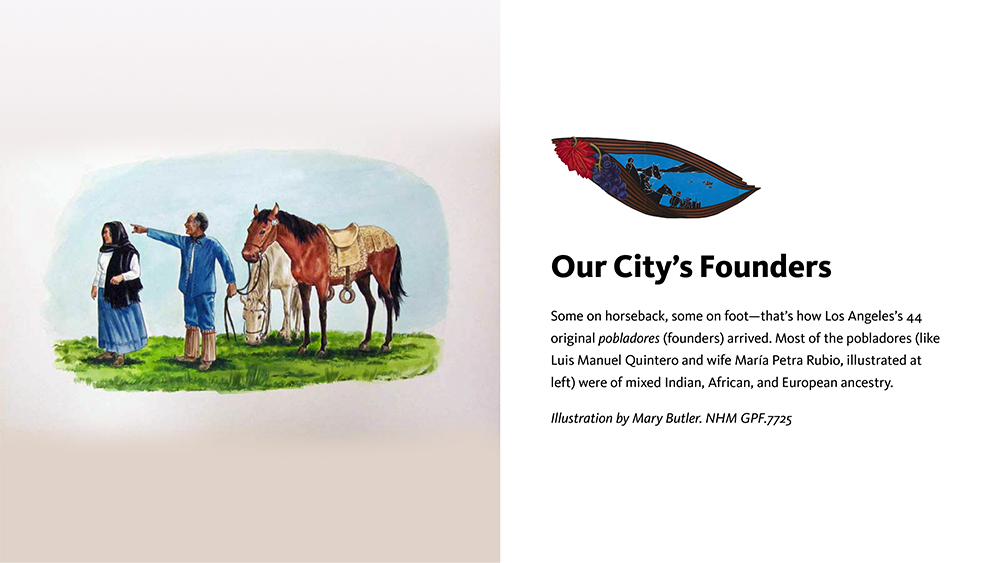 Our City's Founders
Some on horseback, some on foot—that's how Los Angeles's 44
original pobladores (founders) arrived. Most of the pobladores (like
Luis Manuel Quintero and wife María Petra Rubio, illustrated at
left) were of mixed Indian, African, and European ancestry.
Illustration by Mary Butler. NHM GPF.7725